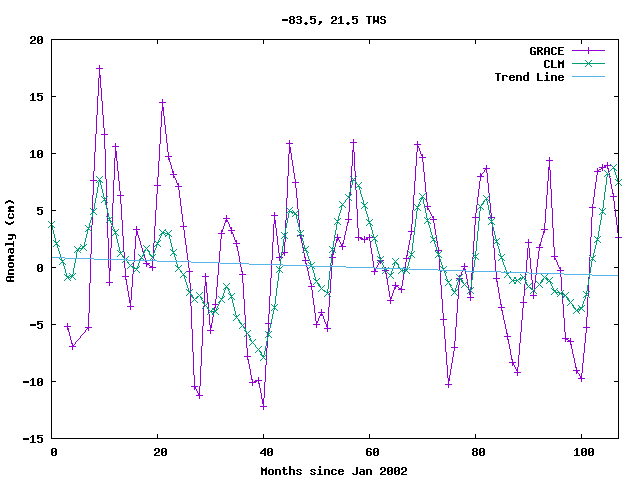 -83.5, 21.5 TWS
GRACE
CLM
Trend Line
20
15
10
5
0
-5
-10
-15
Anomaly (cm)
0 20 40 60 80 100
Months since Jan 2002